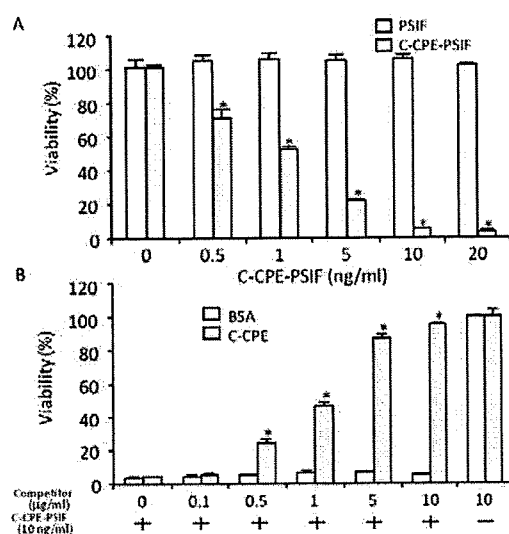 A
PSIF
C-CPE-PSIF
Viability (%)
120
100
80
60
40
20
0
* * * * *
0 0.5 1 5 10 20
C-CPE-PSIF (ng/ml)
B
BSA
C-CPE
Viability (%)
120
100
80
60
40
20
0
* * * *
Competitor (μg/ml) 0 0.1 0.5 1 5 10 10
C-CPE-PSIF (10 ng/ml) + + + + + + −